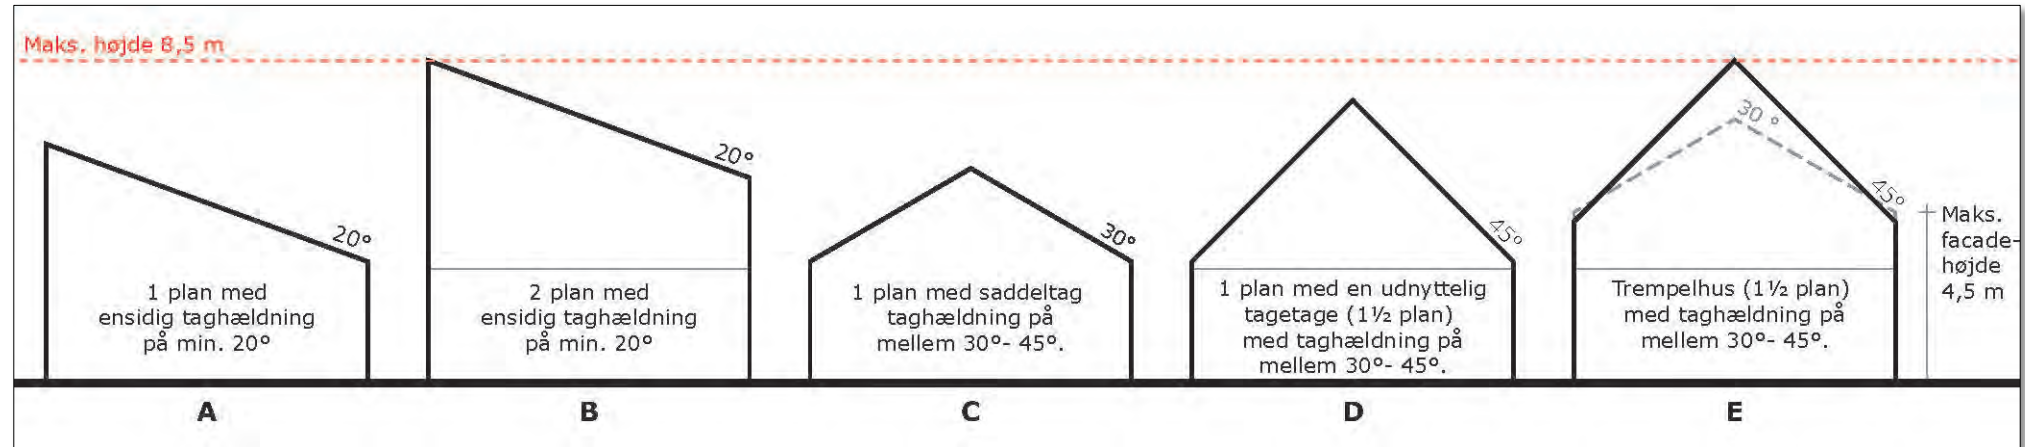 Maks. højde 8,5 m
20°
1 plan med
ensidig taghældning
på min. 20°
A
20°
2 plan med
ensidig taghældning
på min. 20°
B
30°
1 plan med saddeltag
taghældning på
mellem 30°- 45°.
C
45°
1 plan med en udnyttelig
tagetage (1½ plan)
med taghældning på
mellem 30°- 45°.
D
30 °
45°
Trempelhus (1½ plan)
med taghældning på
mellem 30°- 45°.
E
Maks.
facade-
højde
4,5 m